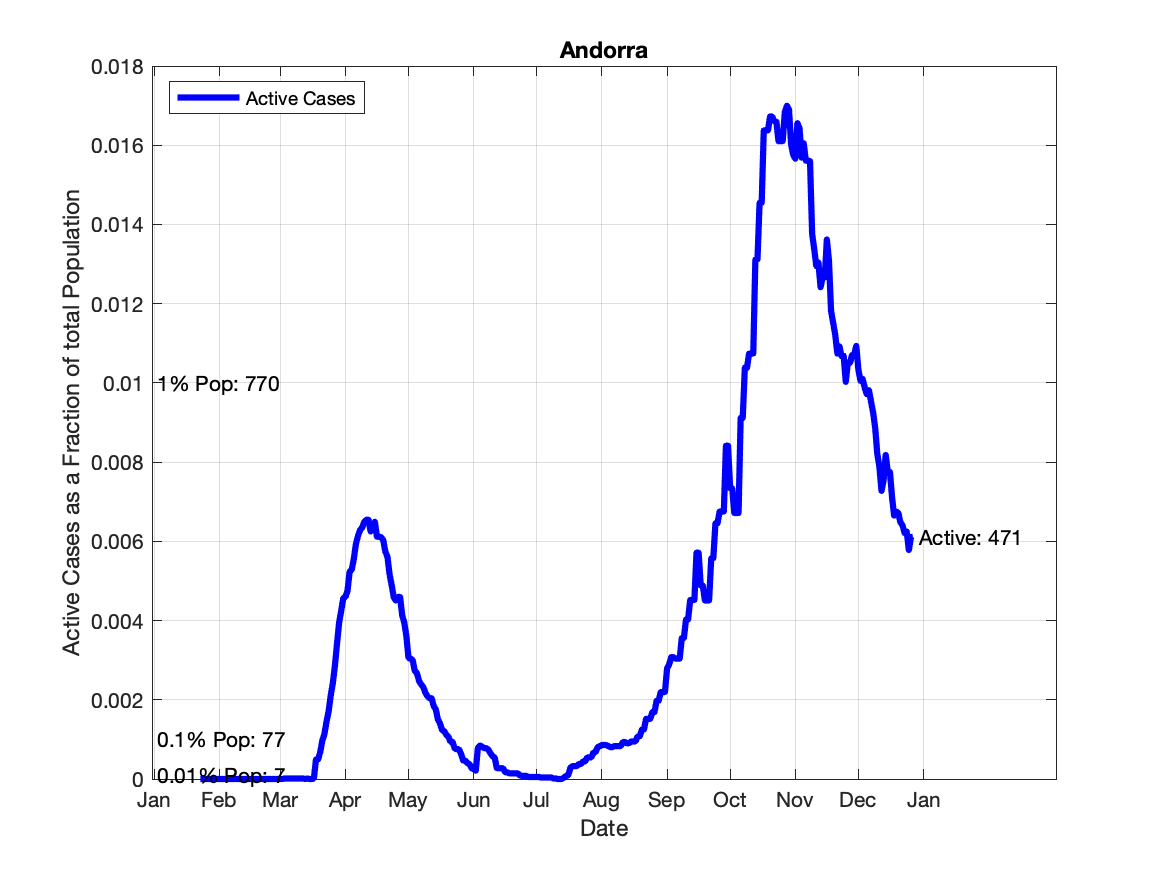 Andorra
Active Cases
Active Cases as a Fraction of total Population
0.018
0.016
0.014
0.012
0.01
0.008
0.006
0.004
0.002
0
1% Pop: 770
0.1% Pop: 77
0.01% Pop: 7
Active: 471
Jan Feb Mar Apr May Jun Jul Aug Sep Oct Nov Dec Jan
Date